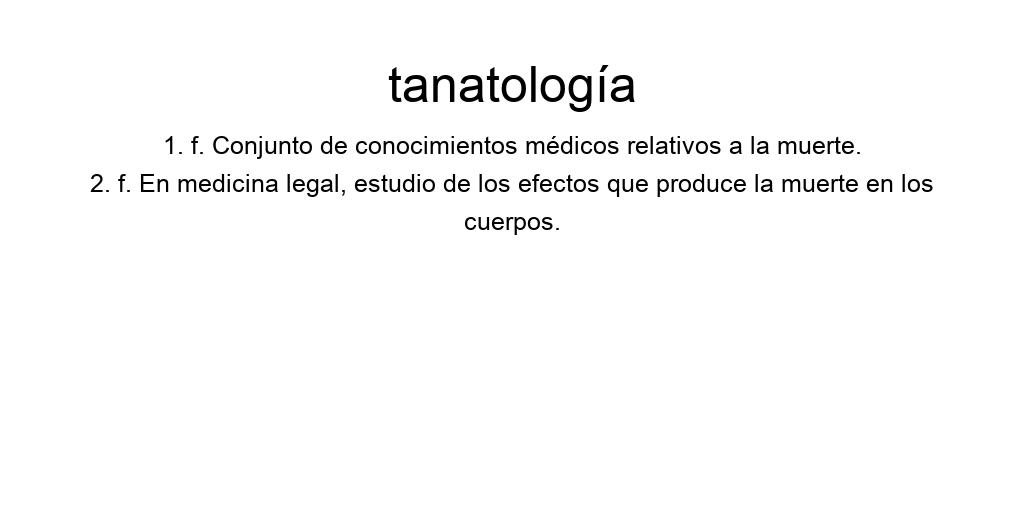 tanatología
1. f. Conjunto de conocimientos médicos relativos a la muerte.
2. f. En medicina legal, estudio de los efectos que produce la muerte en los
cuerpos.